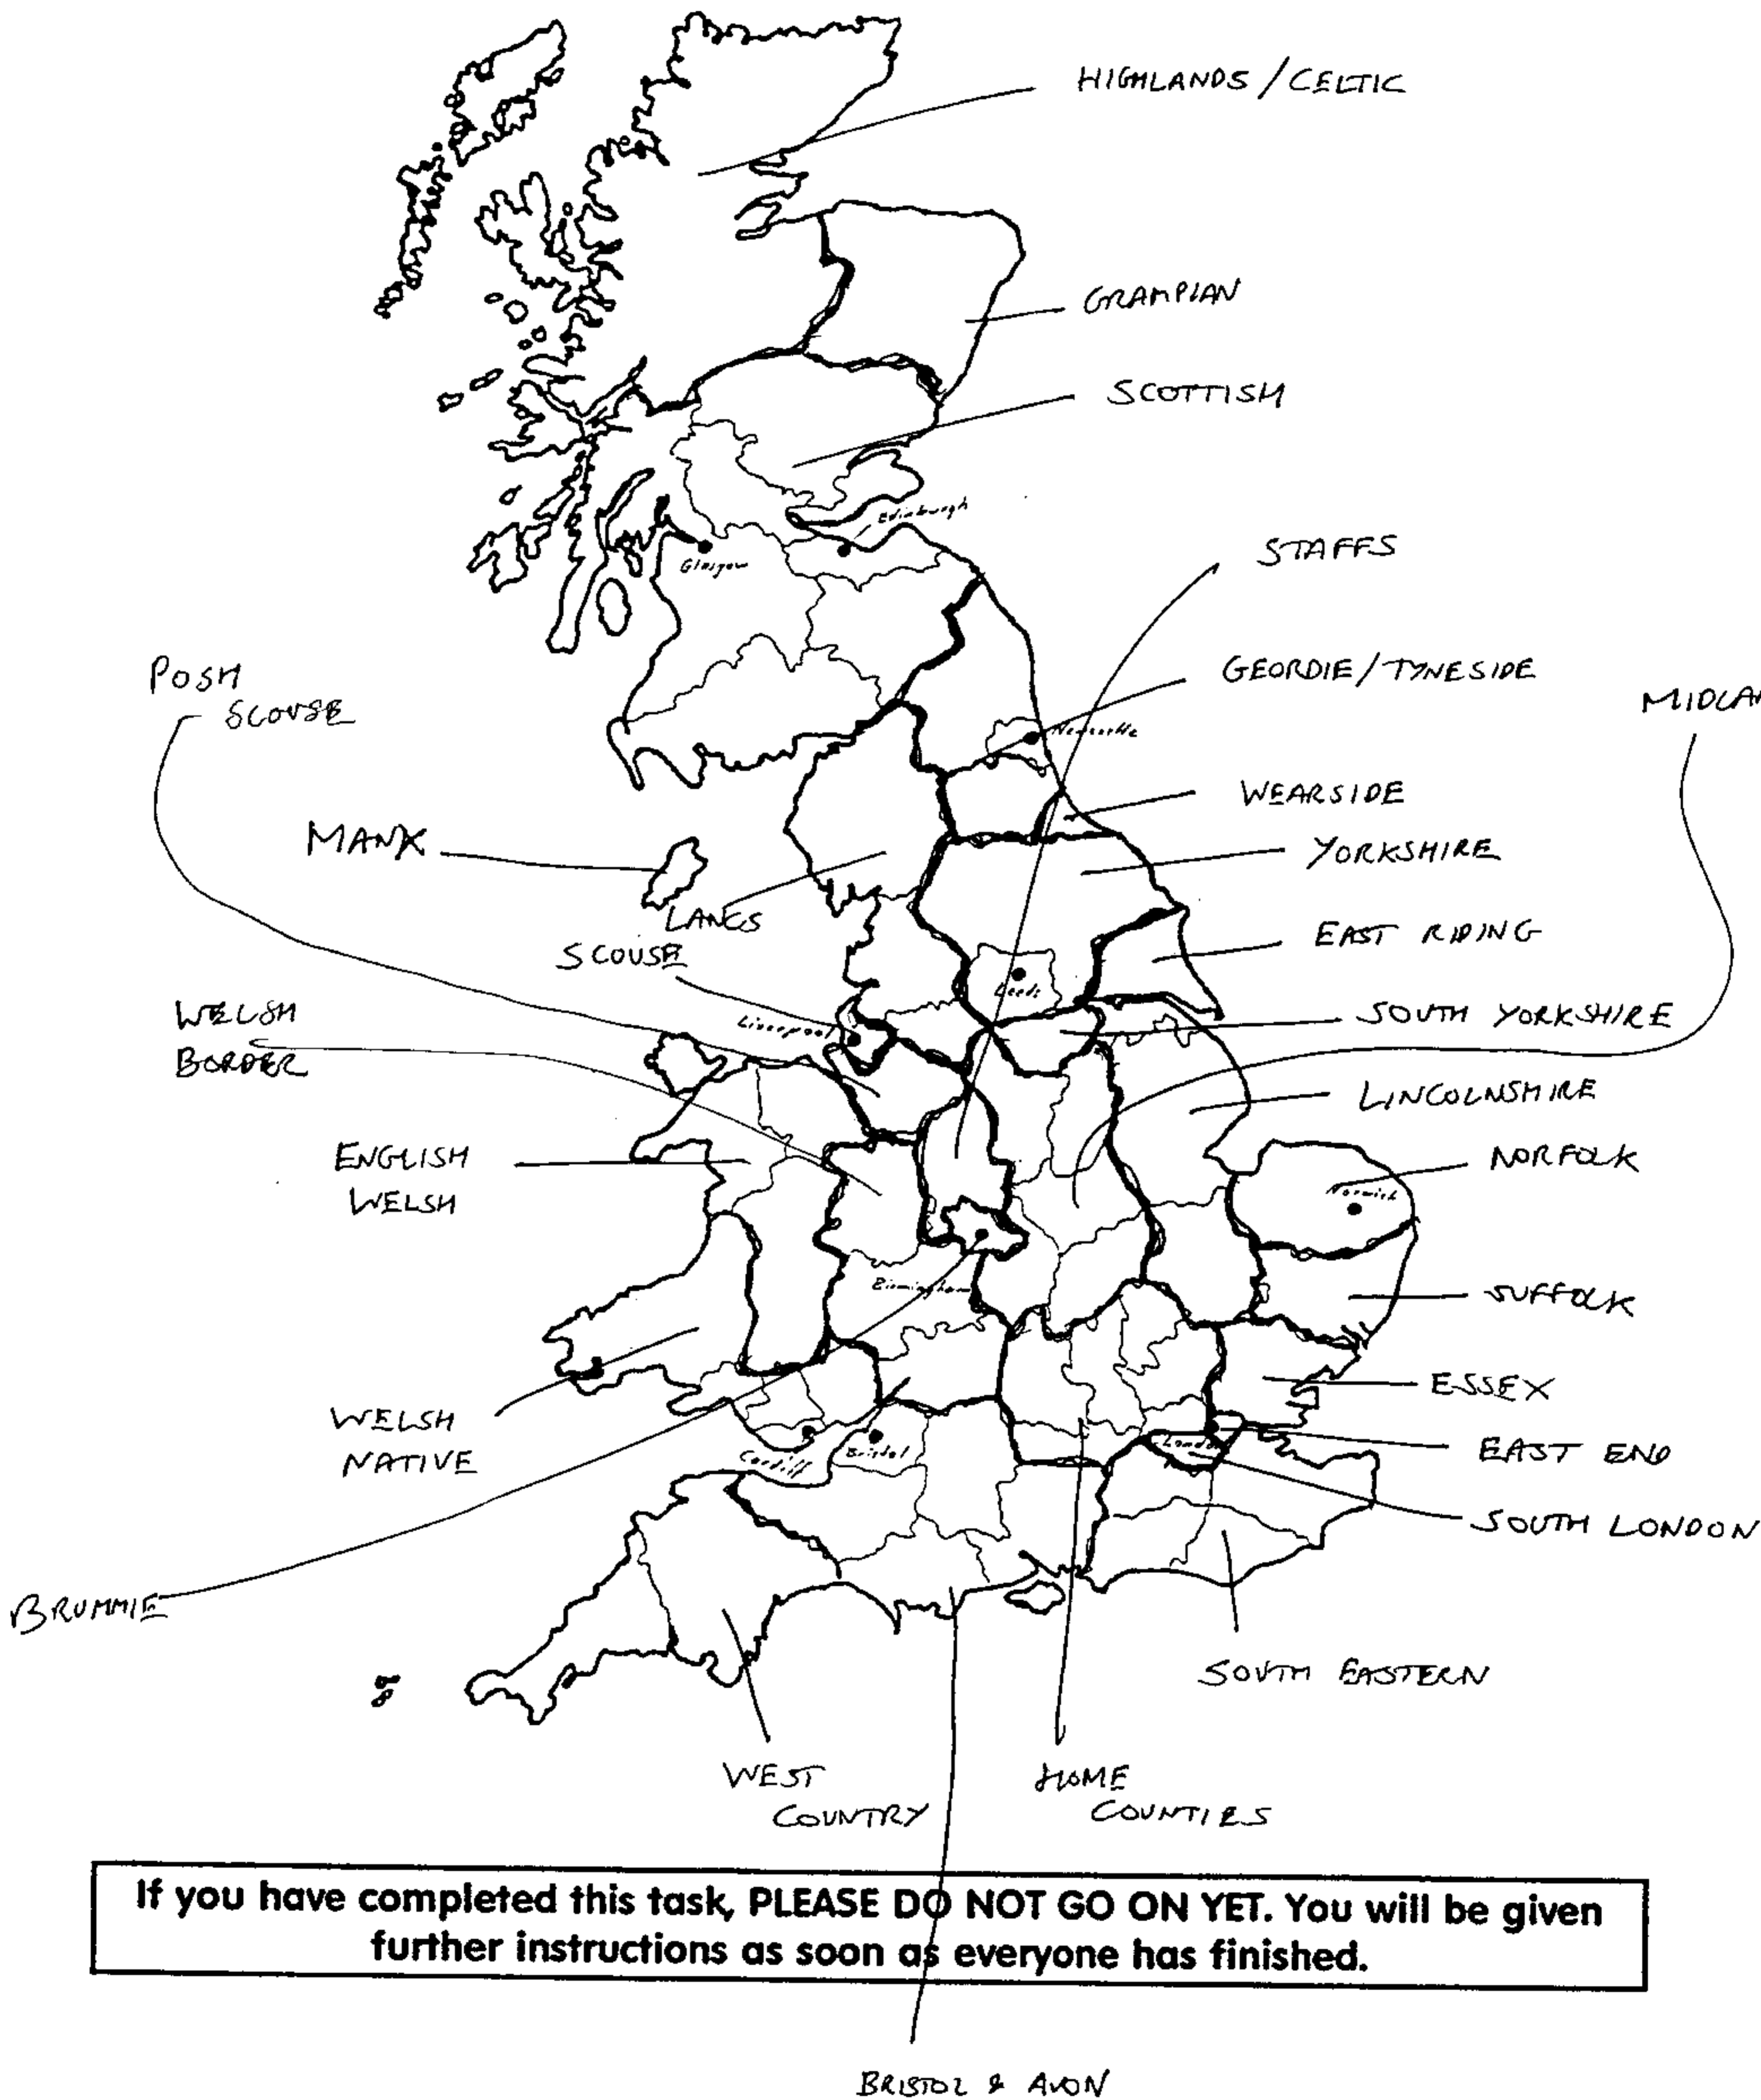 HIGHLANDS / CELTIC
GRAMPIAN
SCOTTISH
Edinburgh
Glasgow
STAFFS
POSH
SCOUSE
GEORDIE/TYNESIDE
Newcastle
MIDLA
WEARSIDE
MANX
YORKSHIRE
LANCS
EAST RIDING
SCOUSE
Leeds
WELSH
BORDER
Liverpool
SOUTH YORKSHIRE
LINCOLNSHIRE
ENGLISH
WELSH
NORFOLK
Norwich
Birmingham
SUFFOLK
ESSEX
WELSH
NATIVE
Cardiff
Bristol
London
EAST END
SOUTH LONDON
BRUMMIE
SOUTH EASTERN
WEST
COUNTRY
HOME
COUNTIES
If you have completed this task, PLEASE DO NOT GO ON YET. You will be given
further instructions as soon as everyone has finished.
BRISTOL & AVON